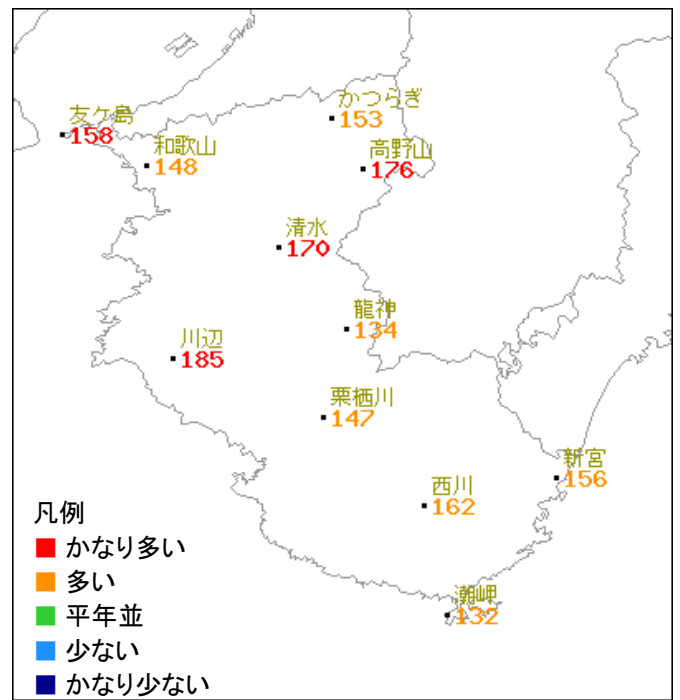 かつらぎ
153
友ケ島
158
和歌山
148
高野山
176
清水
170
龍神
134
川辺
185
栗栖川
147
新宮
156
西川
162
潮岬
132
凡例
かなり多い
多い
平年並
少ない
かなり少ない